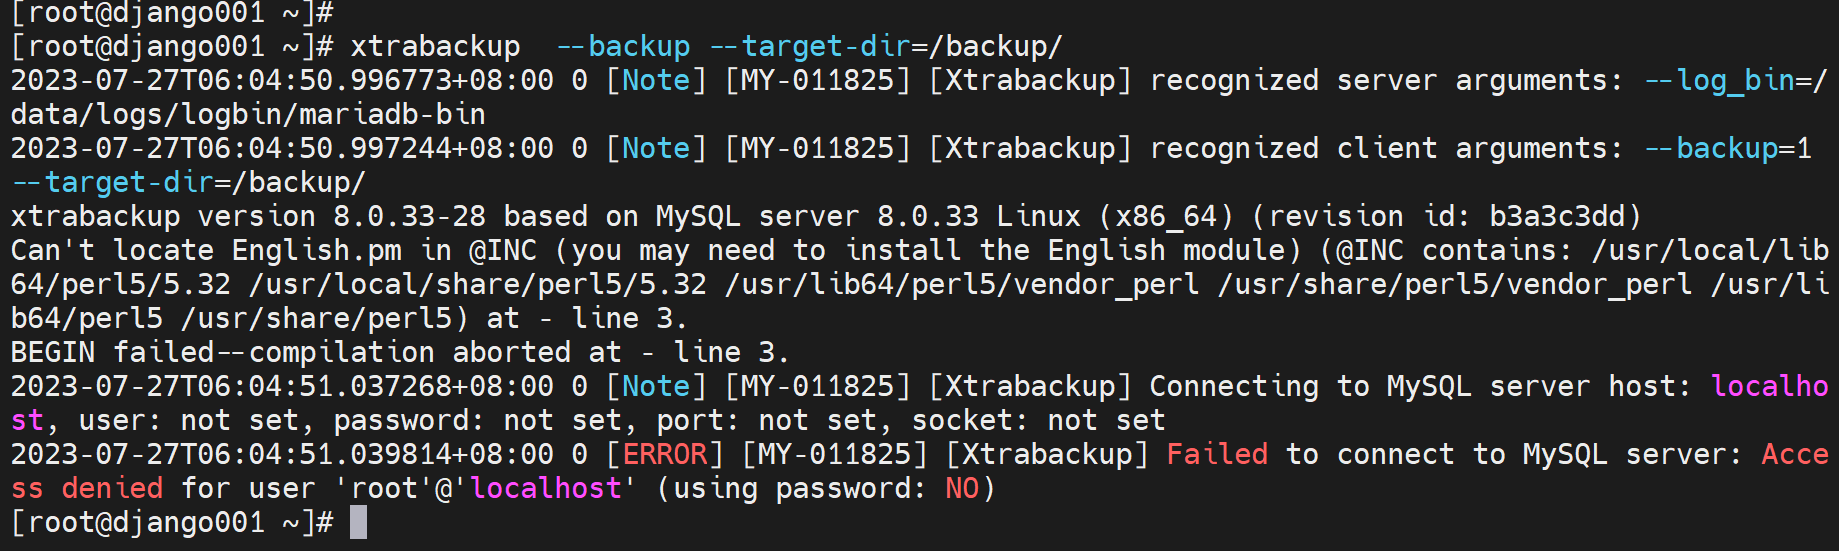 [root@django001 ~]#
[root@django001 ~]# xtrabackup  --backup --target-dir=/backup/
2023-07-27T06:04:50.996773+08:00 0 [Note] [MY-011825] [Xtrabackup] recognized server arguments: --log_bin=/
data/logs/logbin/mariadb-bin
2023-07-27T06:04:50.997244+08:00 0 [Note] [MY-011825] [Xtrabackup] recognized client arguments: --backup=1
--target-dir=/backup/
xtrabackup version 8.0.33-28 based on MySQL server 8.0.33 Linux (x86_64) (revision id: b3a3c3dd)
Can't locate English.pm in @INC (you may need to install the English module) (@INC contains: /usr/local/lib
64/perl5/5.32 /usr/local/share/perl5/5.32 /usr/lib64/perl5/vendor_perl /usr/share/perl5/vendor_perl /usr/li
b64/perl5 /usr/share/perl5) at - line 3.
BEGIN failed--compilation aborted at - line 3.
2023-07-27T06:04:51.037268+08:00 0 [Note] [MY-011825] [Xtrabackup] Connecting to MySQL server host: localho
st, user: not set, password: not set, port: not set, socket: not set
2023-07-27T06:04:51.039814+08:00 0 [ERROR] [MY-011825] [Xtrabackup] Failed to connect to MySQL server: Acce
ss denied for user 'root'@'localhost' (using password: NO)
[root@django001 ~]#